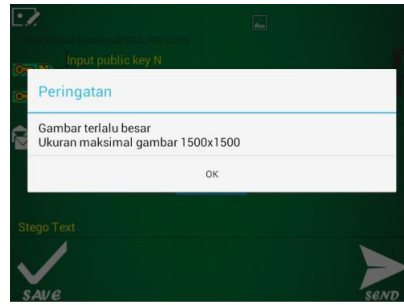 Input public key N
N
Peringatan
Gambar terlalu besar
Ukuran maksimal gambar 1500x1500
OK
Stego Text
SAVE
SEND